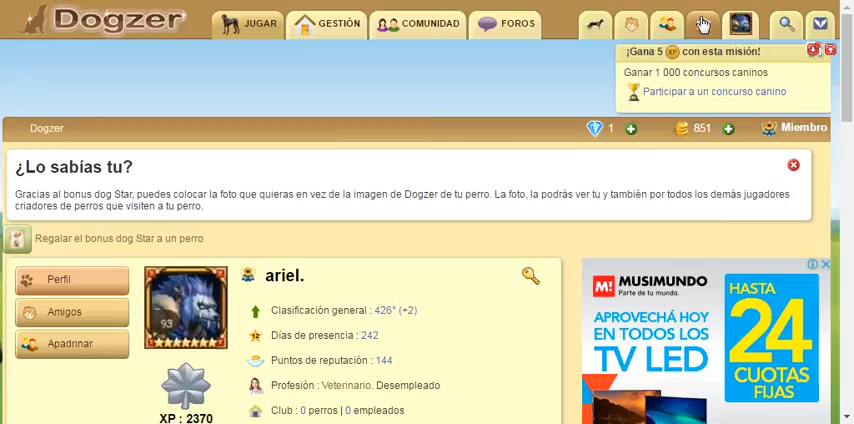 Dogzer
JUGAR
GESTIÓN
COMUNIDAD
FOROS
¡Gana 5 XP con esta misión!
Ganar 1 000 concursos caninos
Participar a un concurso canino
Dogzer
1
851
Miembro
¿Lo sabías tu?
Gracias al bonus dog Star, puedes colocar la foto que quieras en vez de la imagen de Dogzer de tu perro. La foto, la podrás ver tu y tambièn por todos los demás jugadores
criadores de perros que visiten a tu perro.
Regalar el bonus dog Star a un perro
Perfil
Amigos
Apadrinar
93
XP : 2370
ariel.
Clasificación general : 426° (+2)
Días de presencia : 242
Puntos de reputación : 144
Profesión : Veterinario. Desempleado
Club : 0 perros | 0 empleados
M! MUSIMUNDO
Parte de tu mundo.
APROVECHÁ HOY
EN TODOS LOS
TV LED
HASTA
24
CUOTAS
FIJAS